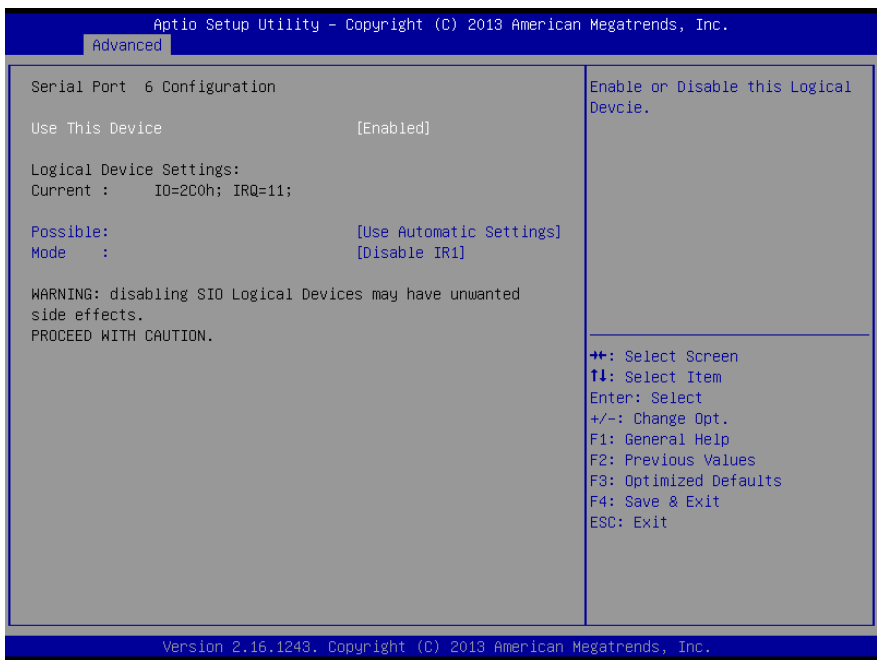 Aptio Setup Utility – Copyright (C) 2013 American Megatrends, Inc.
Advanced
Serial Port 6 Configuration
Use This Device [Enabled]
Logical Device Settings:
Current : IO=2C0h; IRQ=11;
Possible: [Use Automatic Settings]
Mode : [Disable IR1]
WARNING: disabling SIO Logical Devices may have unwanted
side effects.
PROCEED WITH CAUTION.
Enable or Disable this Logical
Devcie.
→←: Select Screen
↑↓: Select Item
Enter: Select
+/-: Change Opt.
F1: General Help
F2: Previous Values
F3: Optimized Defaults
F4: Save & Exit
ESC: Exit
Version 2.16.1243. Copyright (C) 2013 American Megatrends, Inc.